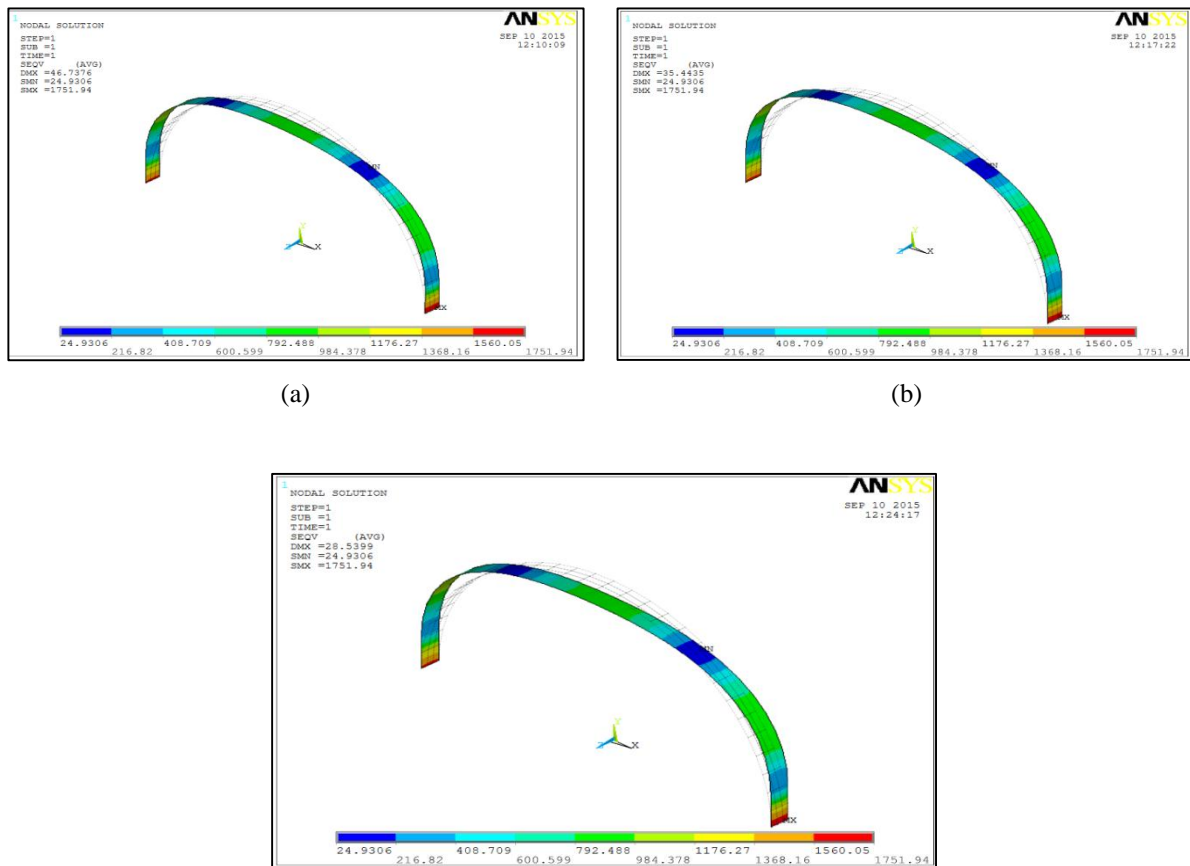 1
NODAL SOLUTION
STEP=1
SUB =1
TIME=1
SEQV (AVG)
DMX =46.7376
SMN =24.9306
SMX =1751.94
ANSYS
SEP 10 2015
12:10:09
MN
Y
Z X
MX
24.9306 408.709 792.488 1176.27 1560.05
216.82 600.599 984.378 1368.16 1751.94
(a)
1
NODAL SOLUTION
STEP=1
SUB =1
TIME=1
SEQV (AVG)
DMX =35.4435
SMN =24.9306
SMX =1751.94
ANSYS
SEP 10 2015
12:17:22
MN
Y
Z X
MX
24.9306 408.709 792.488 1176.27 1560.05
216.82 600.599 984.378 1368.16 1751.94
(b)
1
NODAL SOLUTION
STEP=1
SUB =1
TIME=1
SEQV (AVG)
DMX =28.5399
SMN =24.9306
SMX =1751.94
ANSYS
SEP 10 2015
12:24:17
MN
Y
Z X
MX
24.9306 408.709 792.488 1176.27 1560.05
216.82 600.599 984.378 1368.16 1751.94